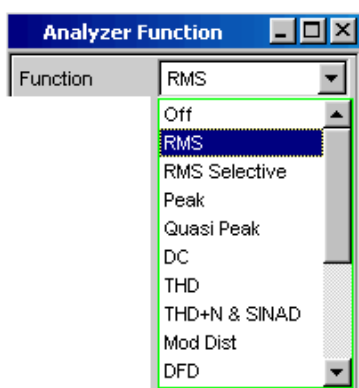 Analyzer Function
Function RMS
Off
RMS
RMS Selective
Peak
Quasi Peak
DC
THD
THD+N & SINAD
Mod Dist
DFD